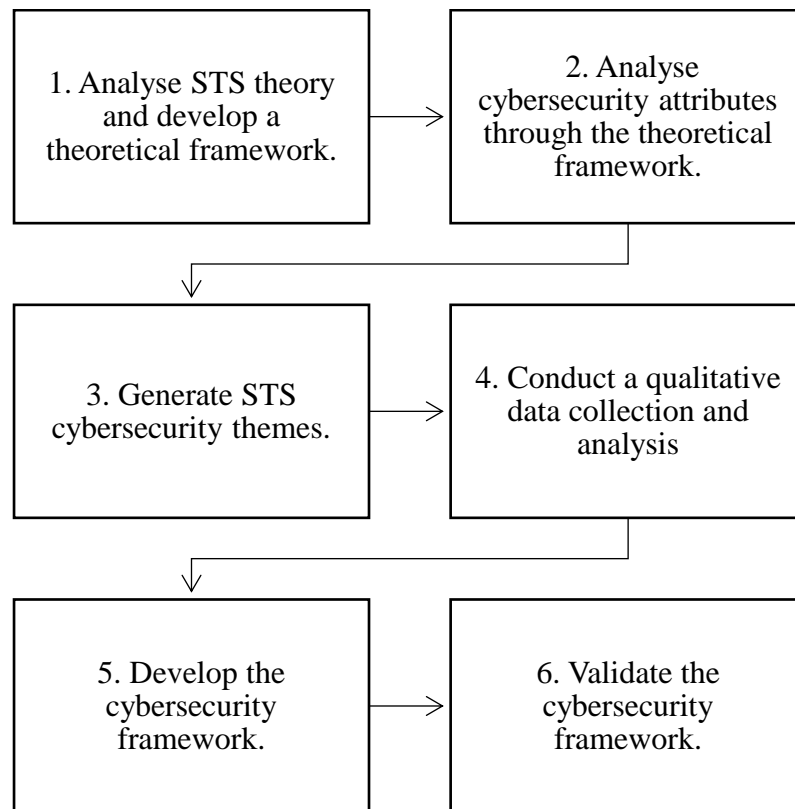 1. Analyse STS theory
and develop a
theoretical framework.
2. Analyse
cybersecurity attributes
through the theoretical
framework.
3. Generate STS
cybersecurity themes.
4. Conduct a qualitative
data collection and
analysis
5. Develop the
cybersecurity
framework.
6. Validate the
cybersecurity
framework.